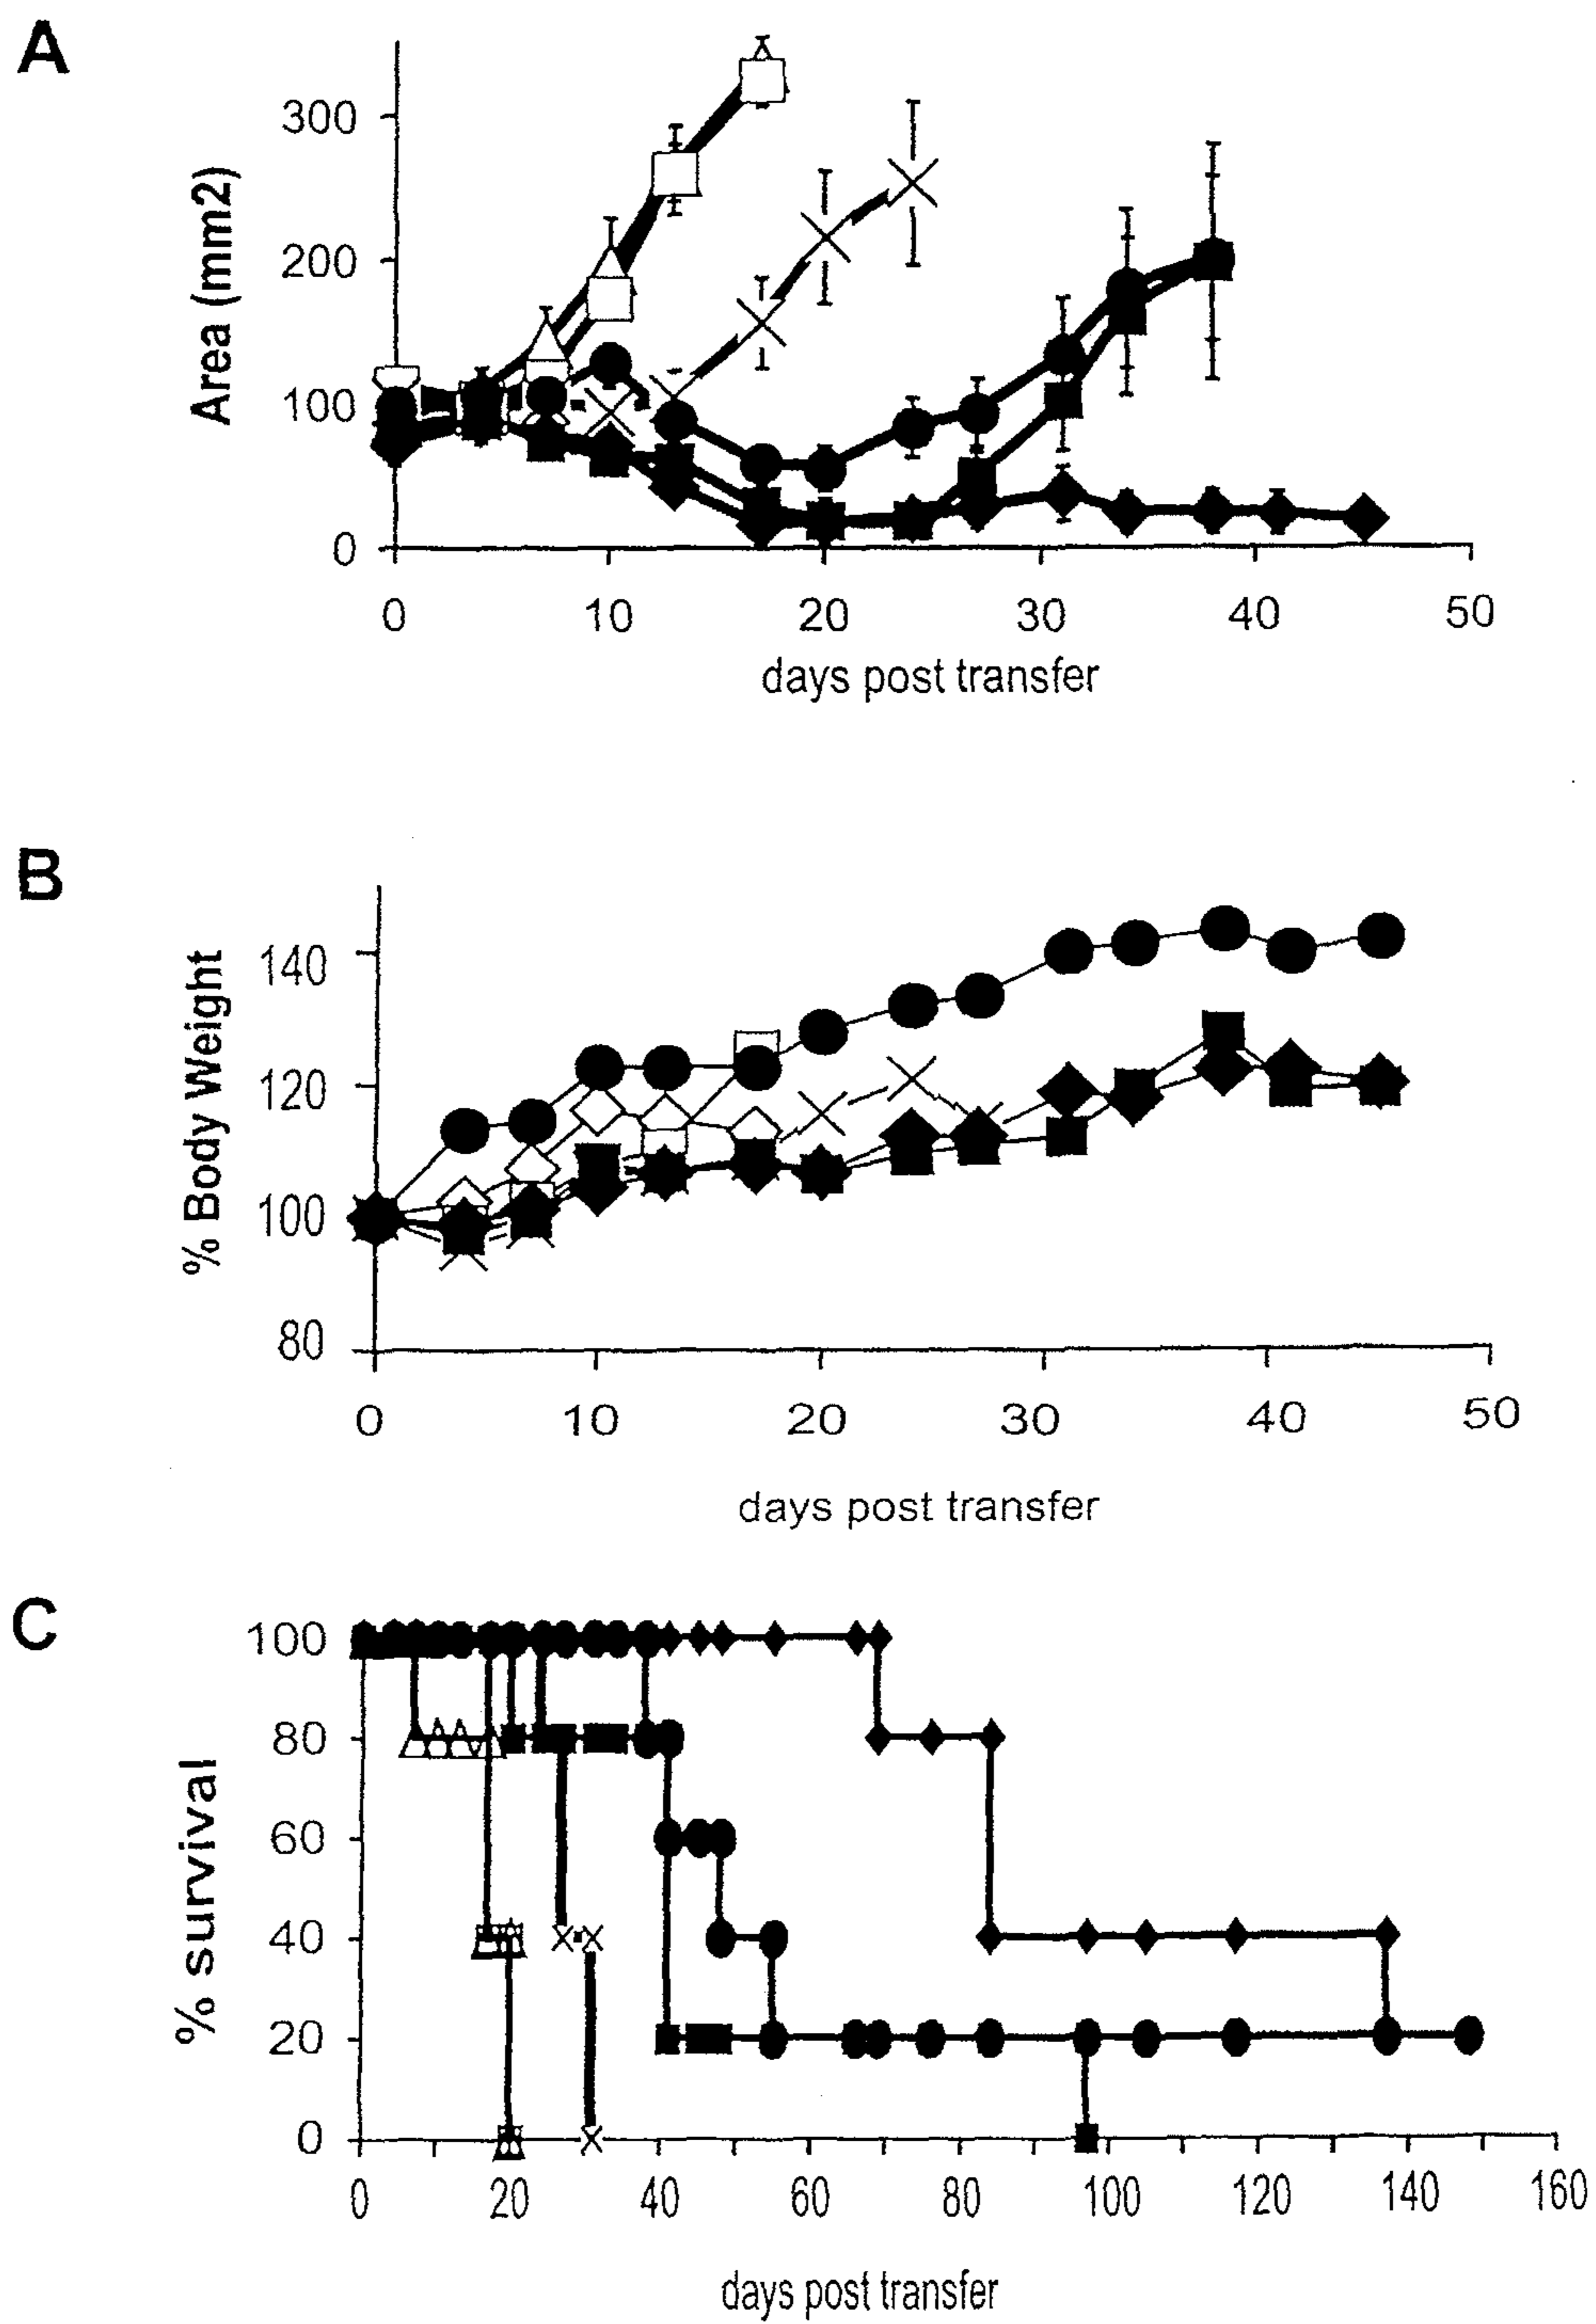 A
Area (mm2)
300
200
100
0
0 10 20 30 40 50
days post transfer
B
% Body Weight
140
120
100
80
0 10 20 30 40 50
days post transfer
C
% survival
100
80
60
40
20
0
0 20 40 60 80 100 120 140 160
days post transfer